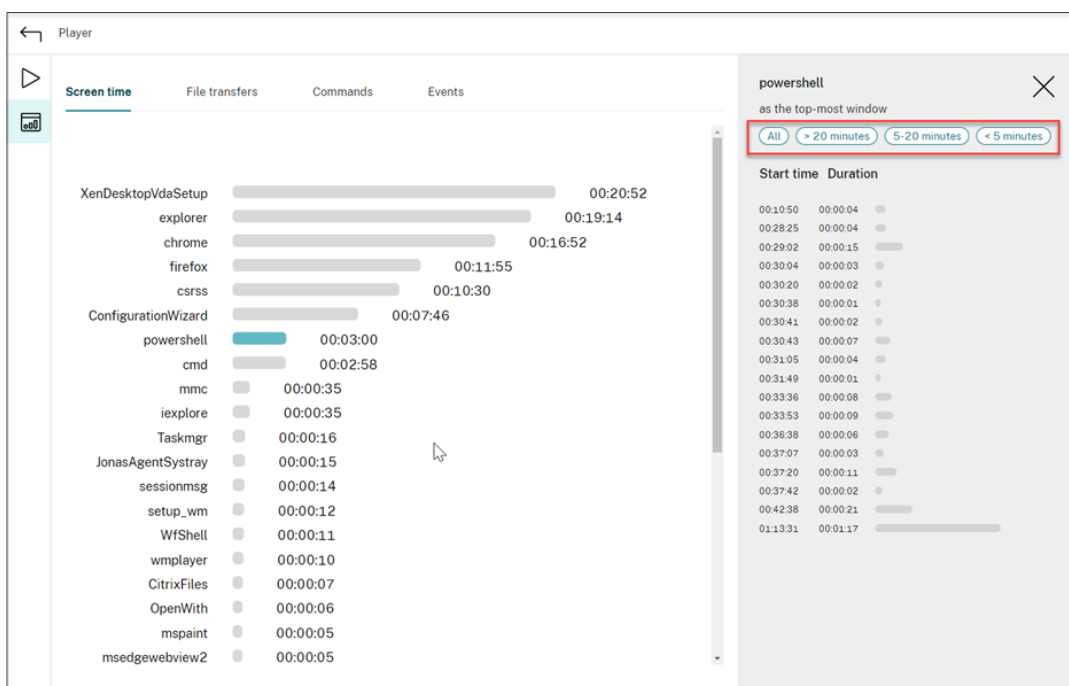 Player
Screen time File transfers Commands Events
XenDesktopVdaSetup 00:20:52
explorer 00:19:14
chrome 00:16:52
firefox 00:11:55
csrss 00:10:30
ConfigurationWizard 00:07:46
powershell 00:03:00
cmd 00:02:58
mmc 00:00:35
iexplore 00:00:35
Taskmgr 00:00:16
JonasAgentSystray 00:00:15
sessionmsg 00:00:14
setup_wm 00:00:12
WfShell 00:00:11
wmplayer 00:00:10
CitrixFiles 00:00:07
OpenWith 00:00:06
mspaint 00:00:05
msedgewebview2 00:00:05
powershell
as the top-most window
All > 20 minutes 5-20 minutes < 5 minutes
Start time Duration
00:10:50 00:00:04
00:28:25 00:00:04
00:29:02 00:00:15
00:30:04 00:00:03
00:30:20 00:00:02
00:30:38 00:00:01
00:30:41 00:00:02
00:30:43 00:00:07
00:31:05 00:00:04
00:31:49 00:00:01
00:33:36 00:00:08
00:33:53 00:00:09
00:36:38 00:00:06
00:37:07 00:00:03
00:37:20 00:00:11
00:37:42 00:00:02
00:42:38 00:00:21
01:13:31 00:01:17